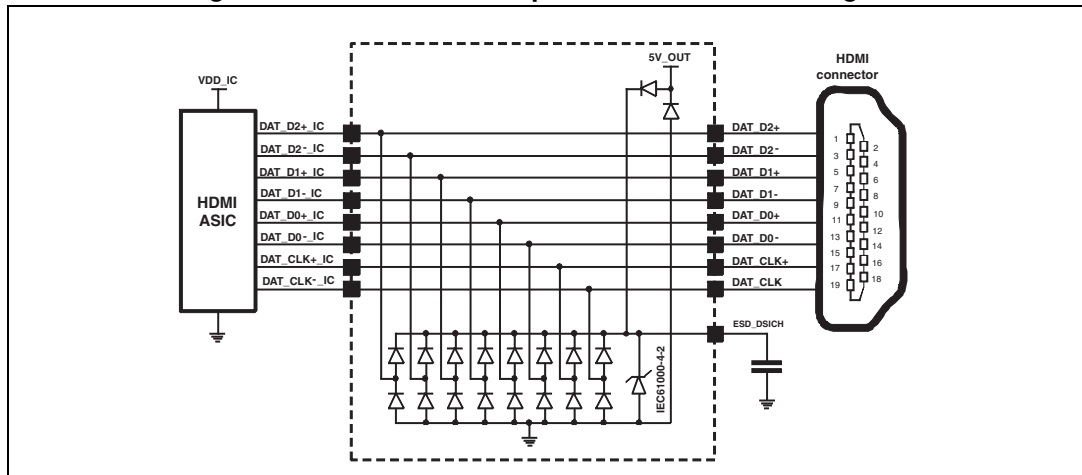 5V_OUT
HDMI
connector
VDD_IC
DAT_D2+_IC
DAT_D2-_IC
DAT_D1+_IC
DAT_D1-_IC
DAT_D0+_IC
DAT_D0-_IC
DAT_CLK+_IC
DAT_CLK-_IC
HDMI
ASIC
DAT_D2+
DAT_D2-
DAT_D1+
DAT_D1-
DAT_D0+
DAT_D0-
DAT_CLK+
DAT_CLK
1
2
3
4
5
6
7
8
9
10
11
12
13
14
15
16
17
18
19
ESD_DSICH
IEC61000-4-2